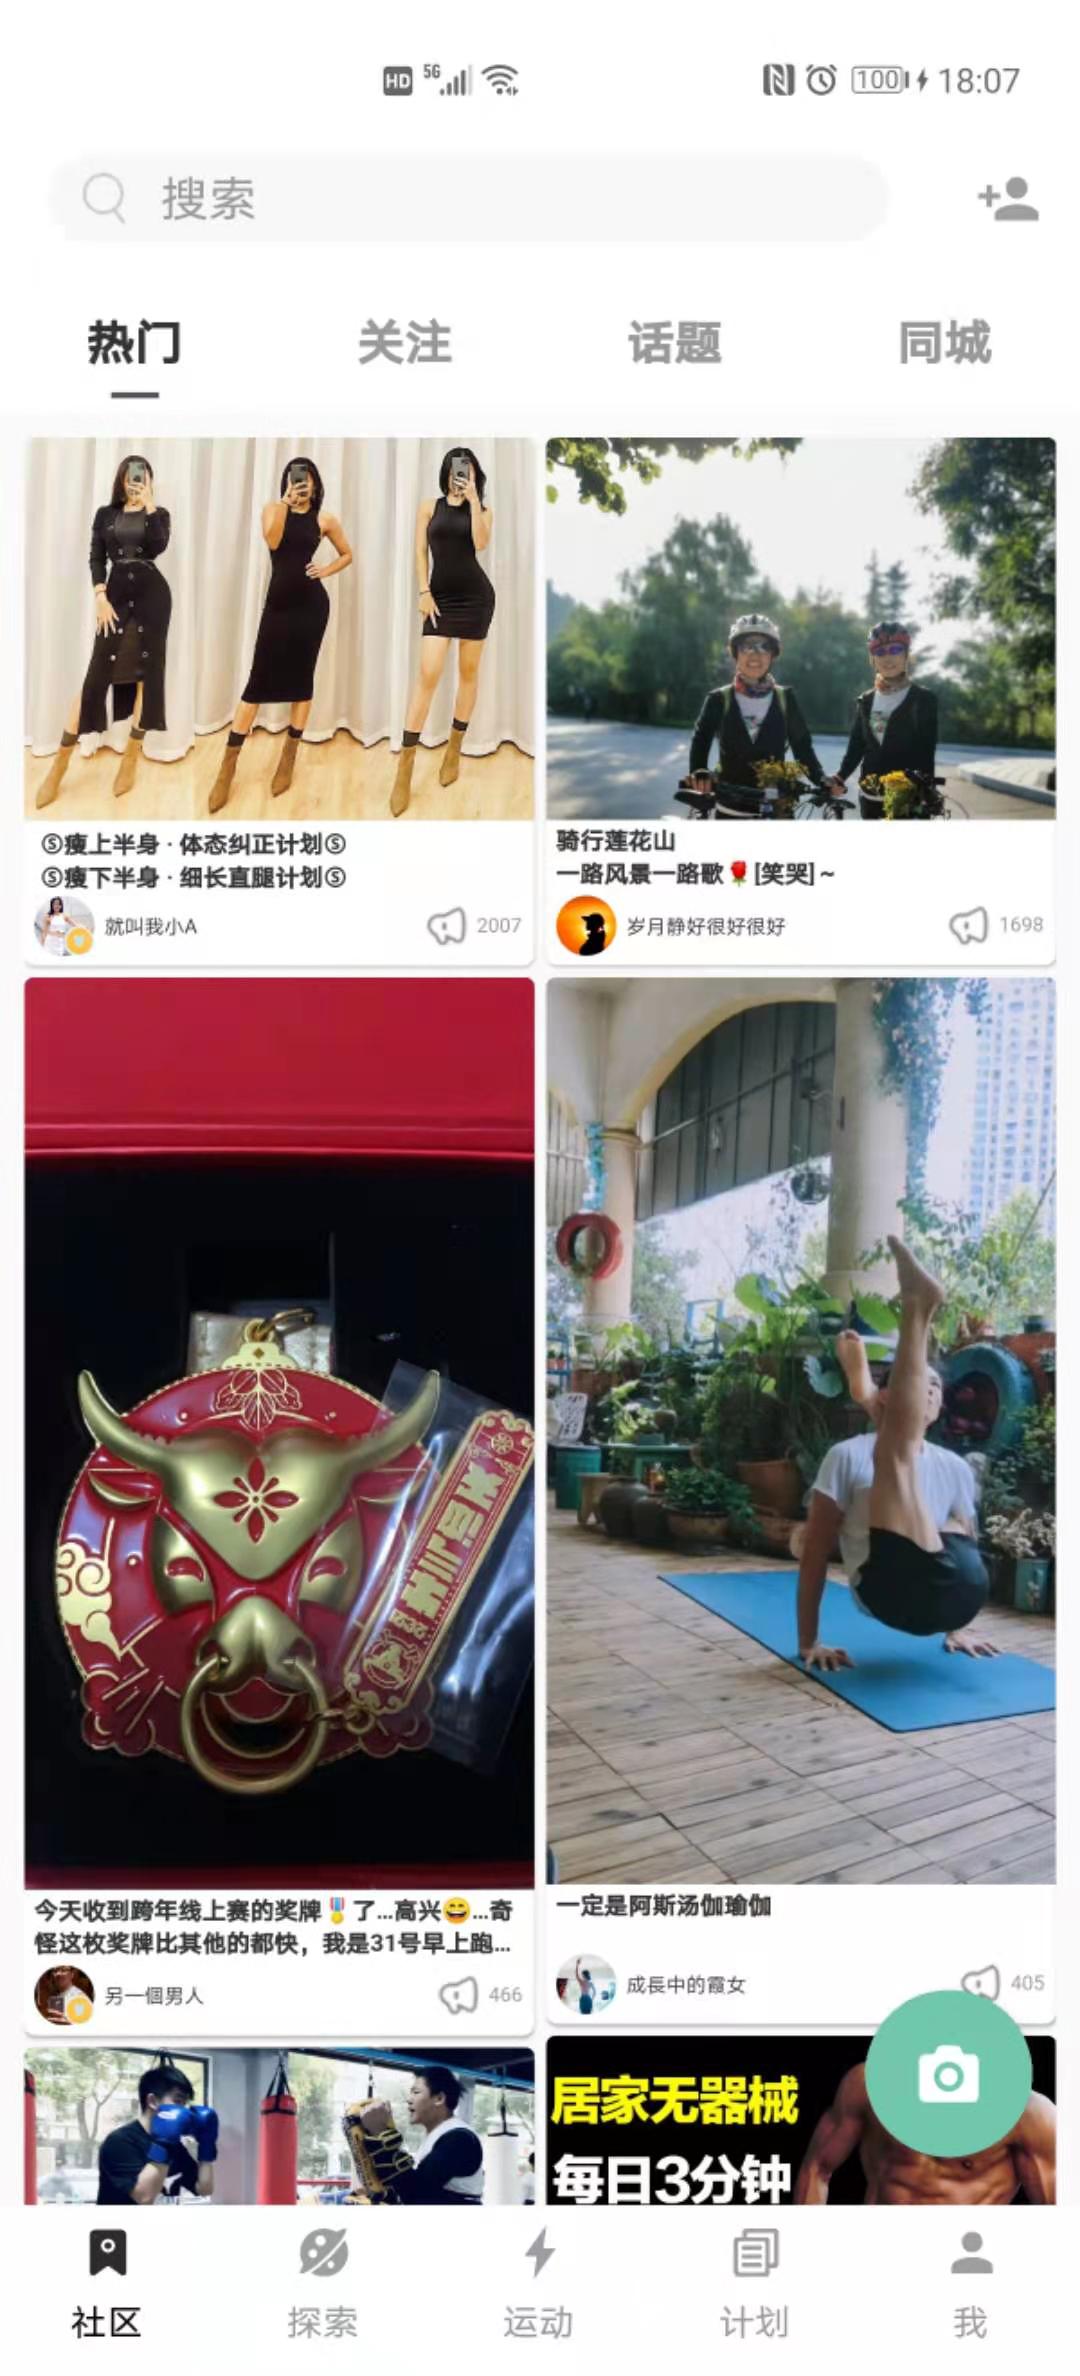 HD 5G 100 18:07
搜索
热门 关注 话题 同城
Ⓢ瘦上半身 · 体态纠正计划Ⓢ
Ⓢ瘦下半身 · 细长直腿计划Ⓢ
就叫我小A 2007
骑行莲花山
一路风景一路歌🌹[笑哭] ~
岁月静好很好很好 1698
今天收到跨年线上赛的奖牌🎖️了...高兴😄...奇
怪这枚奖牌比其他的都快，我是31号早上跑...
另一個男人 466
一定是阿斯汤伽瑜伽
成長中的霞女 405
居家无器械
每日3分钟
社区 探索 运动 计划 我